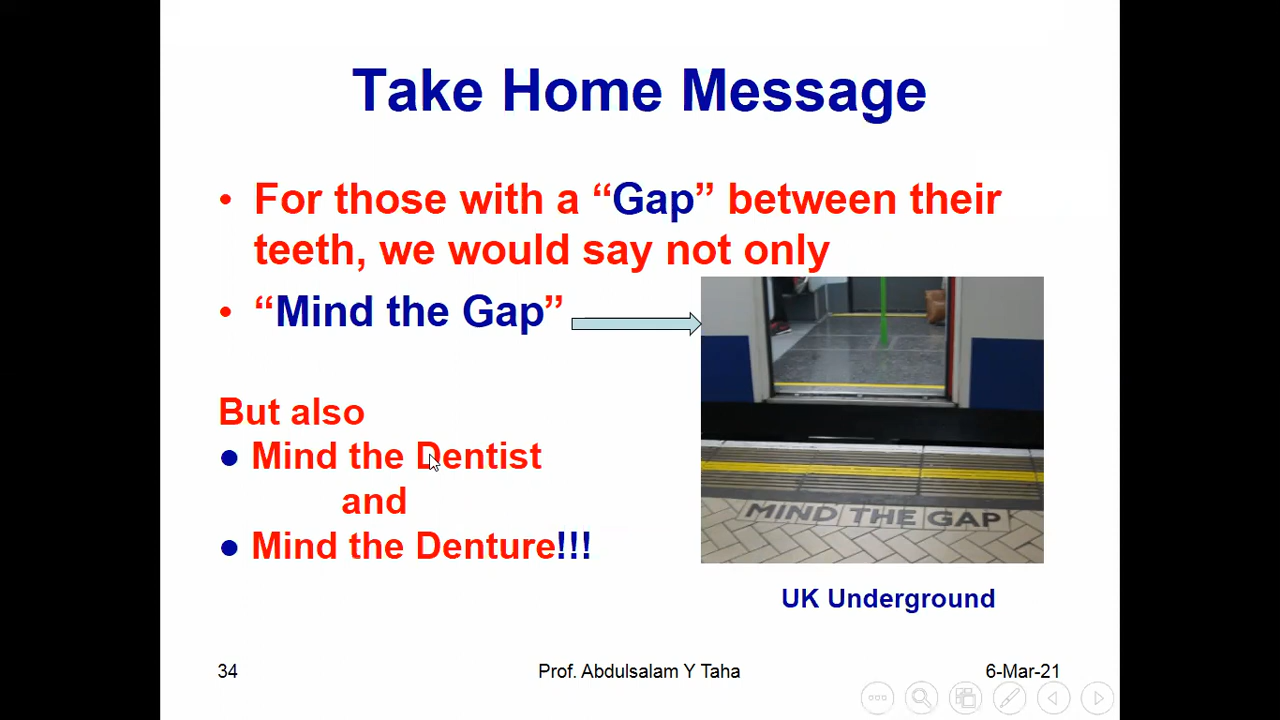 Take Home Message
• For those with a “Gap” between their
teeth, we would say not only
• “Mind the Gap”
But also
● Mind the Dentist
and
● Mind the Denture!!!
MIND THE GAP
UK Underground
34
Prof. Abdulsalam Y Taha
6-Mar-21